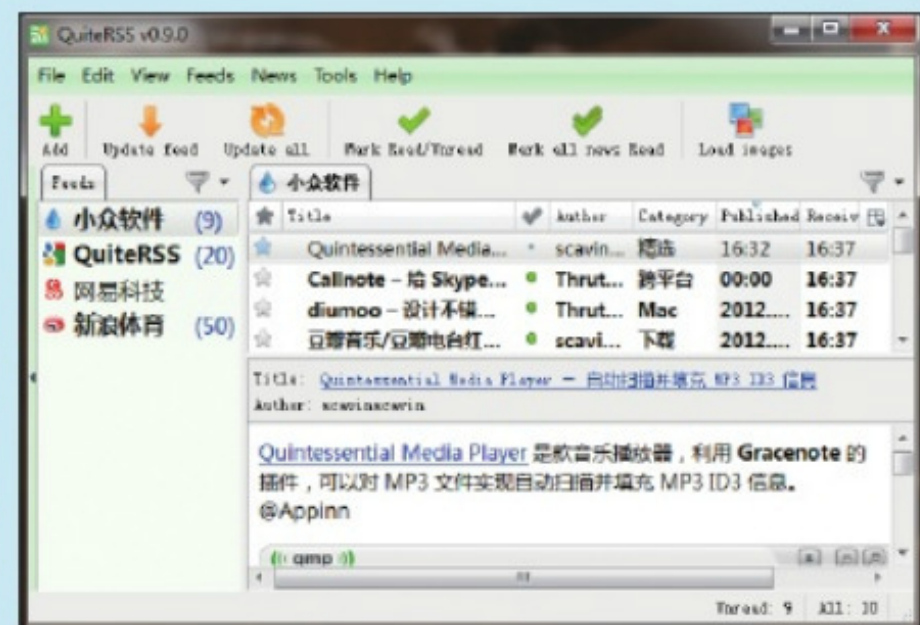 QuiteRSS v0.9.0
File Edit View Feeds News Tools Help
Add Update feed Update all Mark Read/Unread Mark all news Read Load images
Feeds
小众软件 (9)
QuiteRSS (20)
网易科技
新浪体育 (50)
小众软件
Title Author Category Published Receiv
Quintessential Media... scavin... 精选 16:32 16:37
Callnote – 给 Skype... Thrut... 跨平台 00:00 16:37
diumoo – 设计不错... Thrut... Mac 2012.... 16:37
豆瓣音乐/豆瓣电台红... scavi... 下载 2012.... 16:37
Title: Quintessential Media Player – 自动扫描并填充 MP3 ID3 信息
Author: scavinscavin
Quintessential Media Player 是款音乐播放器，利用 Gracenote 的
插件，可以对 MP3 文件实现自动扫描并填充 MP3 ID3 信息。
@Appinn
qmp
Unread: 9 All: 10